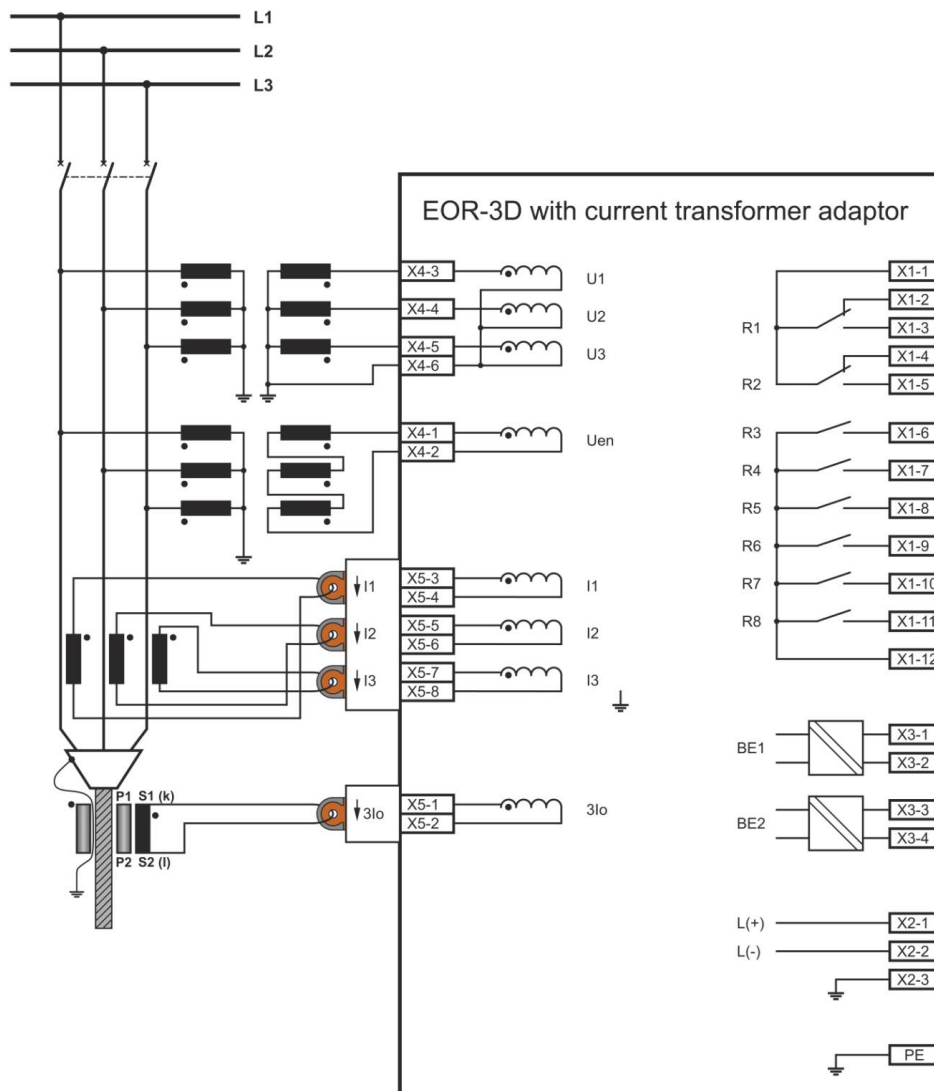 L1
L2
L3
EOR-3D with current transformer adaptor
X4-3
U1
X4-4
U2
X4-5
U3
X4-6
X4-1
Uen
X4-2
I1
X5-3
I1
X5-4
I2
X5-5
I2
X5-6
I3
X5-7
I3
X5-8
P1 S1 (k)
P2 S2 (l)
3Io
X5-1
3Io
X5-2
X1-1
X1-2
R1
X1-3
X1-4
R2
X1-5
R3
X1-6
R4
X1-7
R5
X1-8
R6
X1-9
R7
X1-10
R8
X1-11
X1-12
BE1
X3-1
X3-2
BE2
X3-3
X3-4
L(+)
X2-1
L(-)
X2-2
X2-3
PE